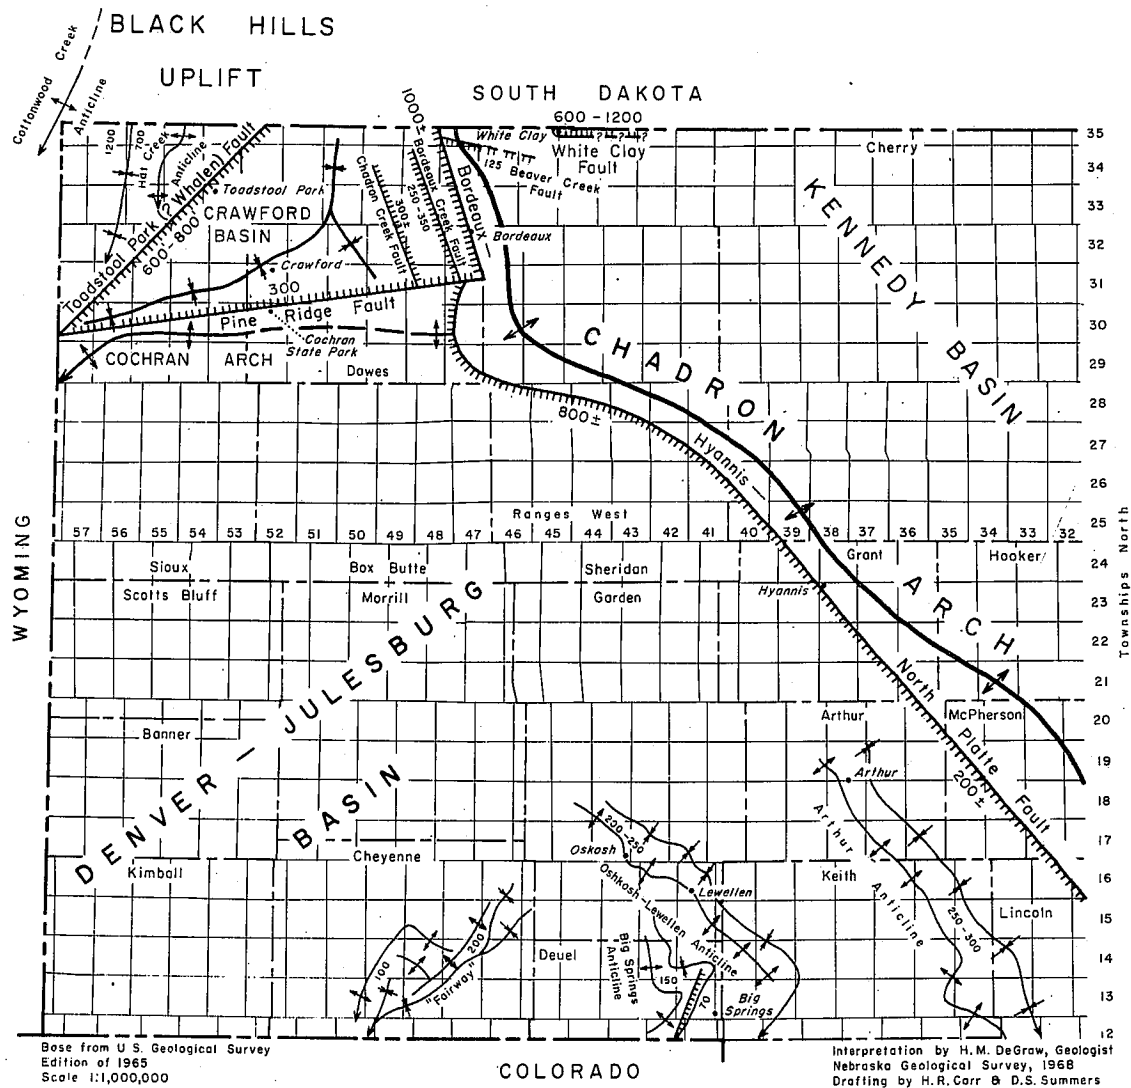 BLACK HILLS
UPLIFT
Cottonwood Creek
Anticline
SOUTH DAKOTA
600-1200
1200
700
Hat Creek
Anticline
Toadstool Park (? Whalen) Fault
600-800
Toadstool Park
CRAWFORD
BASIN
Crawford
300
Pine Ridge Fault
Cochran
State Park
COCHRAN ARCH
Dawes
1000±
Chadron Creek Fault
300±
Bordeaux Creek Fault
250-350
Bordeaux
Bordeaux
White Clay
? ? ?
White Clay
Fault
125 Beaver Creek
Fault
Cherry
KENNEDY
BASIN
CHADRON
ARCH
800±
Hyannis —
North
Platte
Fault
200±
35
34
33
32
31
30
29
28
27
26
25
24
23
22
21
20
19
18
17
16
15
14
13
12
Townships North
WYOMING
Ranges West
57 56 55 54 53 52 51 50 49 48 47 46 45 44 43 42 41 40 39 38 37 36 35 34 33 32
Sioux
Box Butte
Sheridan
Grant
Hooker
Scotts Bluff
Morrill
Garden
Hyannis
DENVER — JULESBURG
BASIN
Banner
Arthur
McPherson
Arthur
Arthur Anticline
250-300
Kimball
Cheyenne
Keith
Lincoln
Deuel
200-250
Oskosh
Oshkosh-Lewellen Anticline
Lewellen
Big Springs
Anticline
150
70
Big
Springs
100
200
"Fairway"
Base from U.S. Geological Survey
Edition of 1965
Scale 1:1,000,000
COLORADO
Interpretation by H.M. DeGraw, Geologist
Nebraska Geological Survey, 1968
Drafting by H.R. Carr & D.S. Summers